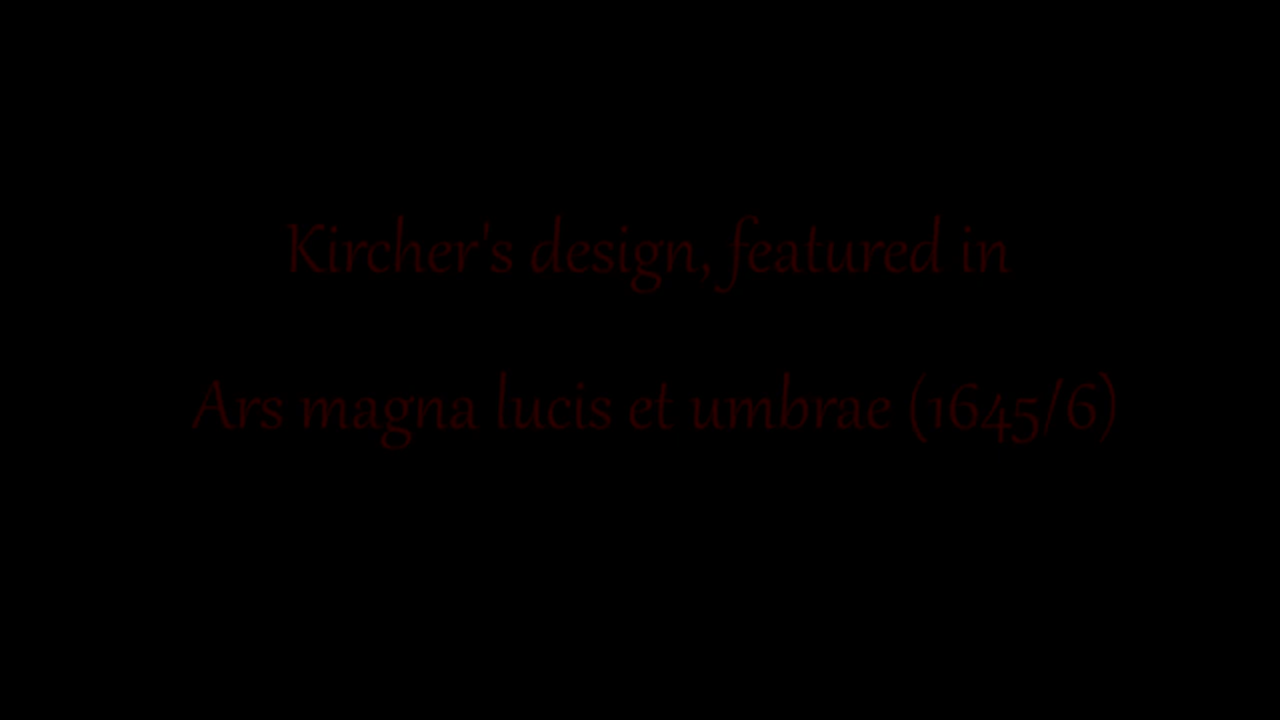 Kircher's design, featured in
Ars magna lucis et umbrae (1645/6)